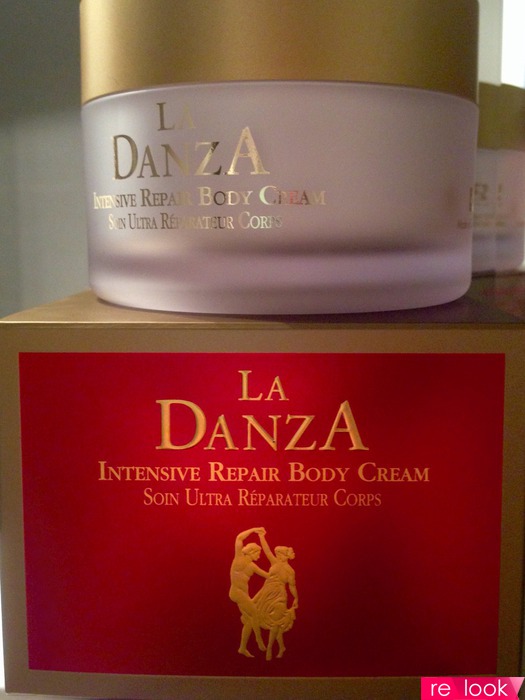 LA
DANZA
INTENSIVE REPAIR BODY CREAM
SOIN ULTRA RÉPARATEUR CORPS
LA
DANZA
INTENSIVE REPAIR BODY CREAM
SOIN ULTRA RÉPARATEUR CORPS
re look